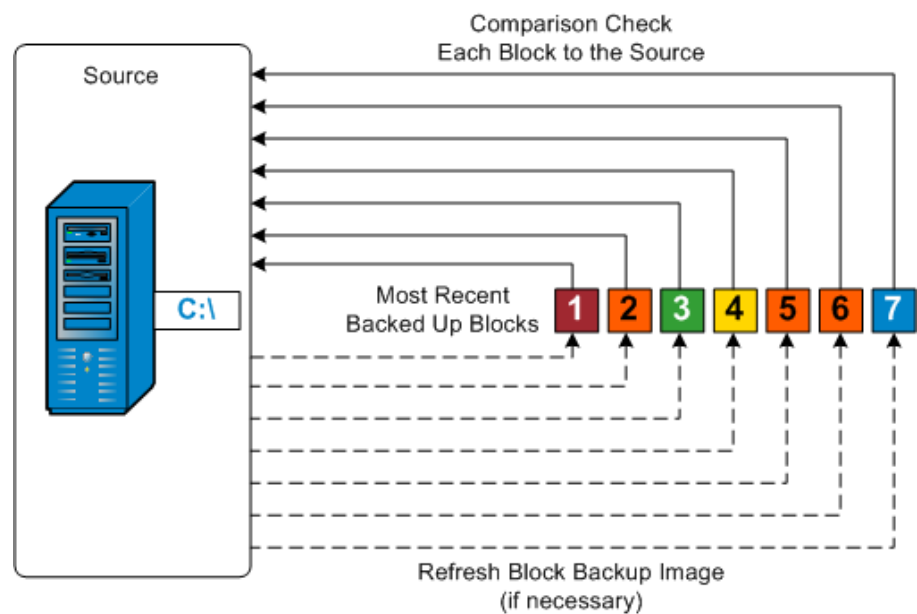 Comparison Check
Each Block to the Source
Source
C:\
Most Recent
Backed Up Blocks
1 2 3 4 5 6 7
Refresh Block Backup Image
(if necessary)